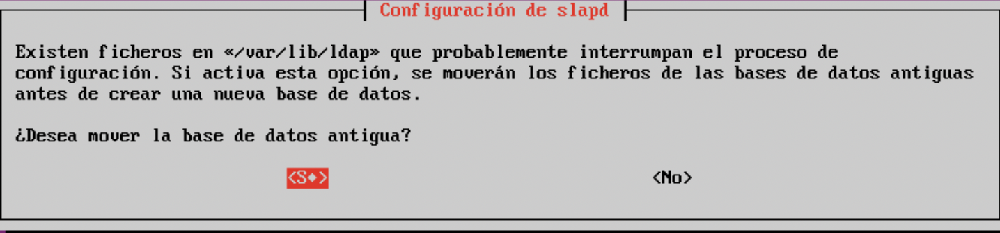 Configuración de slapd
Existen ficheros en «/var/lib/ldap» que probablemente interrumpan el proceso de
configuración. Si activa esta opción, se moverán los ficheros de las bases de datos antiguas
antes de crear una nueva base de datos.
¿Desea mover la base de datos antigua?
<S◆> <No>